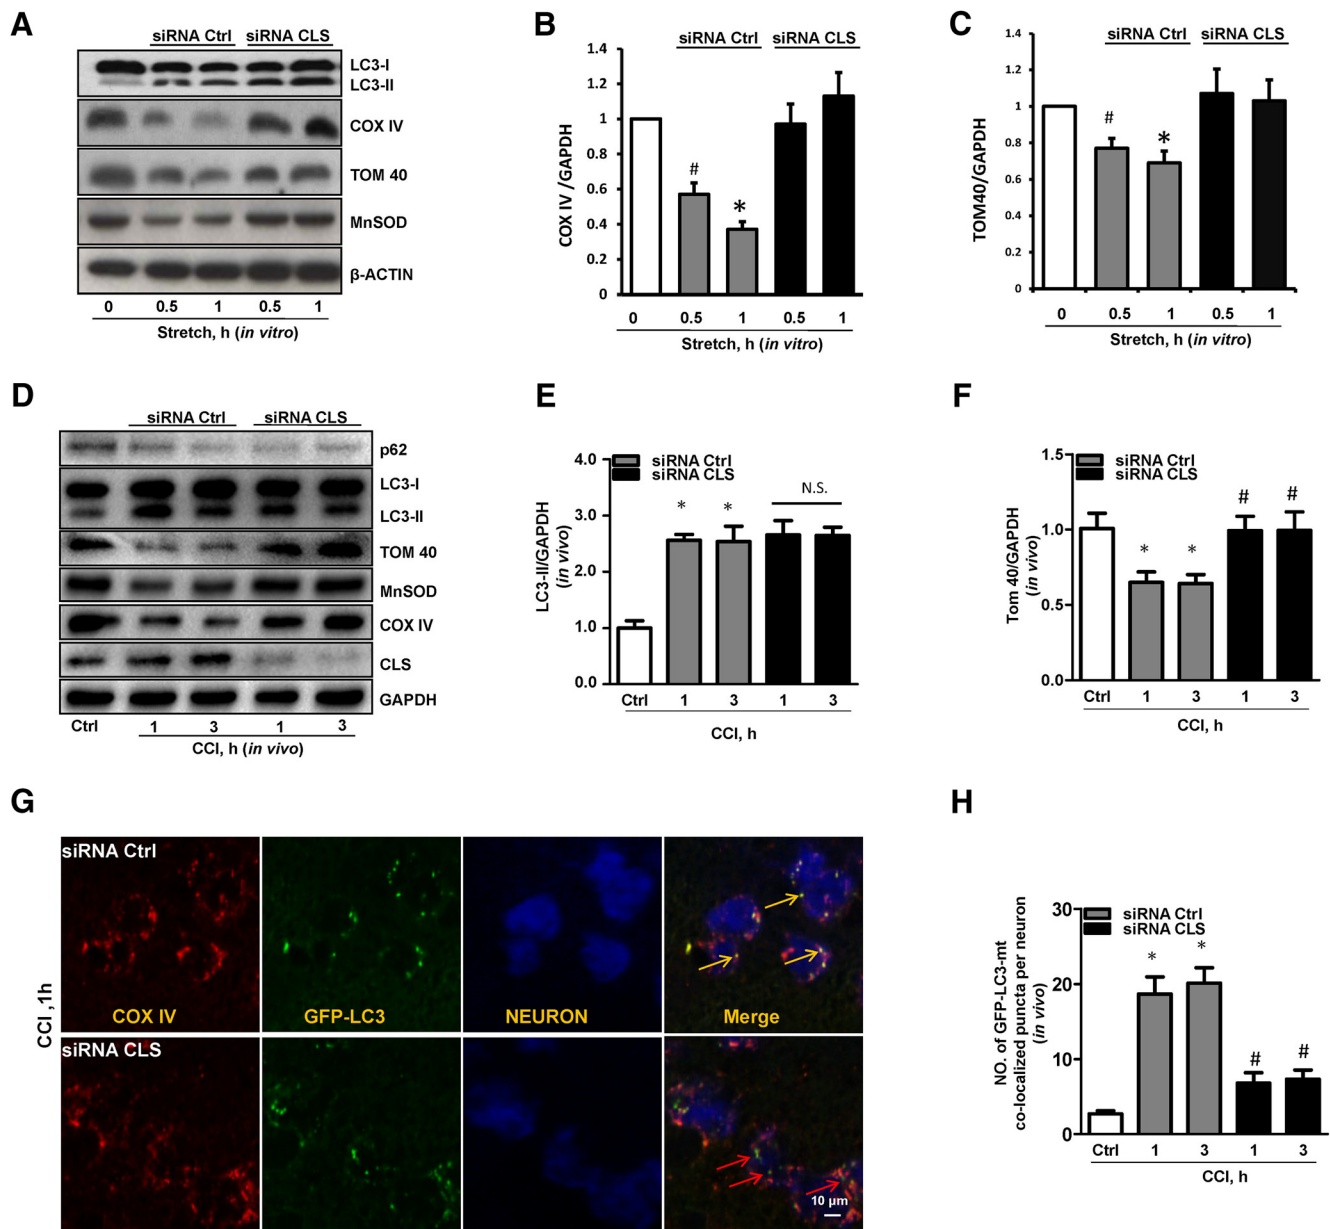 A
siRNA Ctrl siRNA CLS
LC3-I
LC3-II
COX IV
TOM 40
MnSOD
β-ACTIN
0 0.5 1 0.5 1
Stretch, h (in vitro)
B
siRNA Ctrl siRNA CLS
COX IV /GAPDH
1.4
1.2
1
0.8
0.6
0.4
0.2
0
#
*
0 0.5 1 0.5 1
Stretch, h (in vitro)
C
siRNA Ctrl siRNA CLS
TOM40/GAPDH
1.4
1.2
1
0.8
0.6
0.4
0.2
0
#
*
0 0.5 1 0.5 1
Stretch, h (in vitro)
D
siRNA Ctrl siRNA CLS
p62
LC3-I
LC3-II
TOM 40
MnSOD
COX IV
CLS
GAPDH
Ctrl 1 3 1 3
CCI, h (in vivo)
E
siRNA Ctrl
siRNA CLS
LC3-II/GAPDH
(in vivo)
4.0
3.0
2.0
1.0
0.0
* *
N.S.
Ctrl 1 3 1 3
CCI, h
F
siRNA Ctrl
siRNA CLS
Tom 40/GAPDH
(in vivo)
1.5
1.0
0.5
0.0
* * # #
Ctrl 1 3 1 3
CCI, h
G
CCI ,1h
siRNA Ctrl
COX IV GFP-LC3 NEURON Merge
siRNA CLS
10 µm
H
siRNA Ctrl
siRNA CLS
NO. of GFP-LC3-mt
co-localized puncta per neuron
(in vivo)
30
20
10
0
* * # #
Ctrl 1 3 1 3
CCI, h